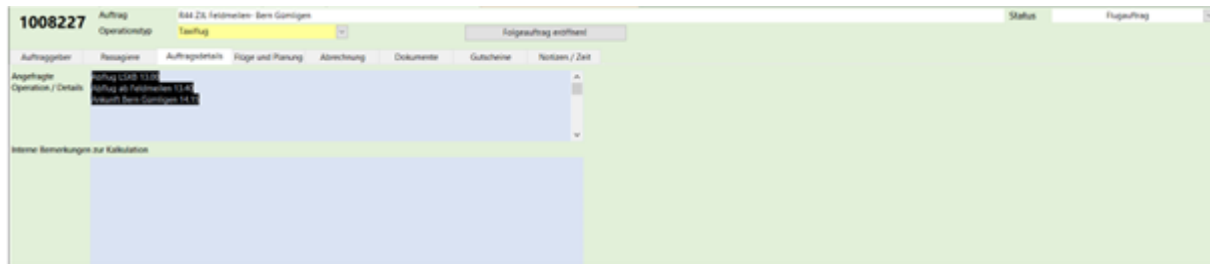 1008227
Auftrag
R44 ZJL Feldmeilen- Bern Gümligen
Status
Flugauftrag
Operationstyp
Taxiflug
Folgeauftrag eröffnen!
Auftraggeber
Passagiere
Auftragsdetails
Flüge und Planung
Abrechnung
Dokumente
Gutscheine
Notizen / Zeit
Angefragte
Operation / Details
Abflug LSXB 13.00
Abflug ab Feldmeilen 13.40
Ankunft Bern Gümligen 14.15
Interne Bemerkungen zur Kalkulation